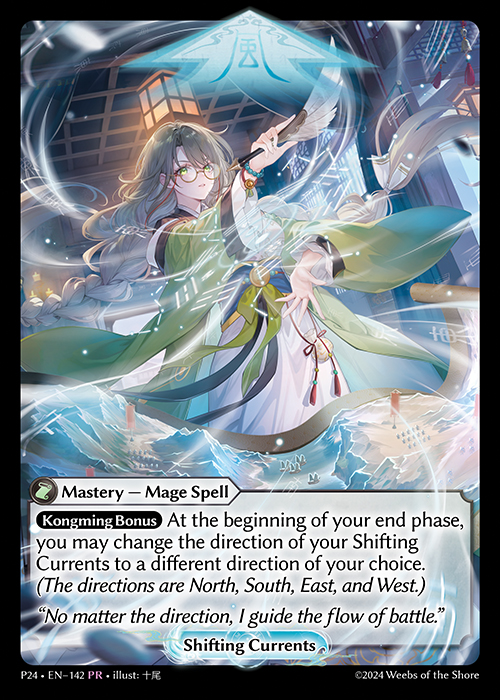 Mastery — Mage Spell
Kongming Bonus At the beginning of your end phase,
you may change the direction of your Shifting
Currents to a different direction of your choice.
(The directions are North, South, East, and West.)
“No matter the direction, I guide the flow of battle.”
Shifting Currents
P24 • EN–142 PR • illust: 十尾
©2024 Weebs of the Shore